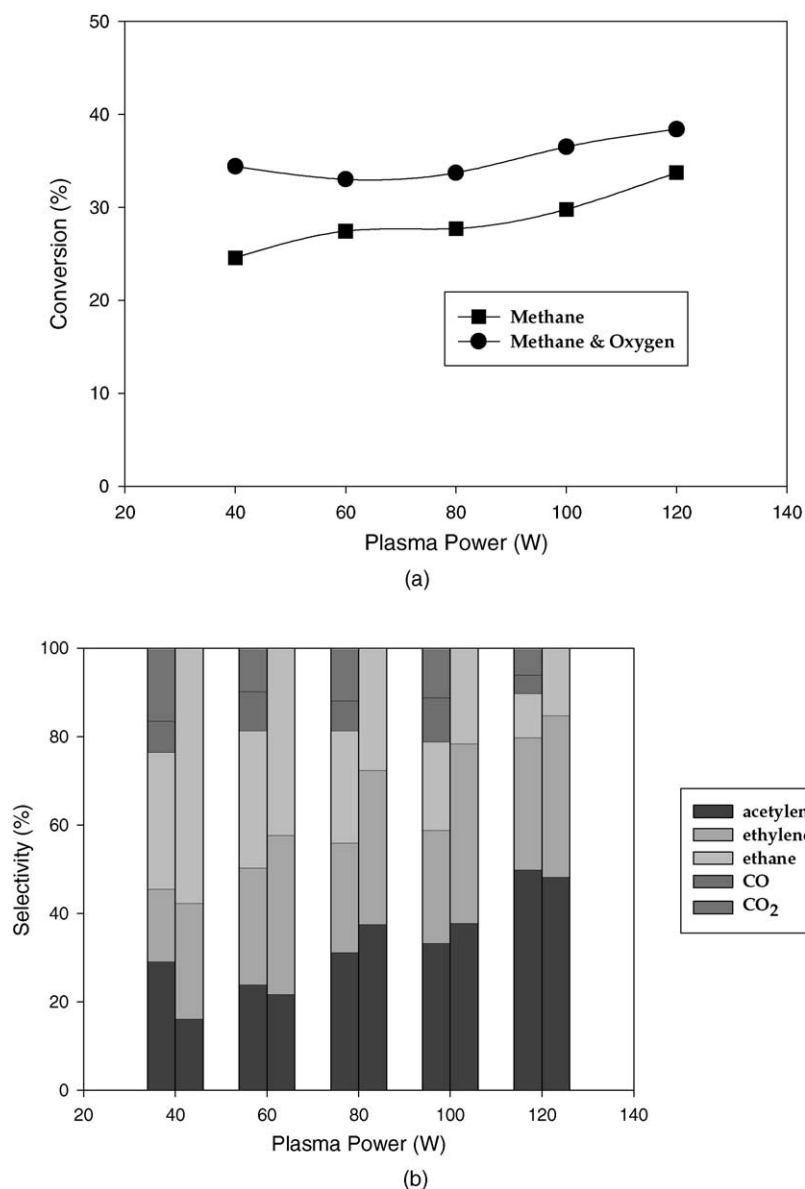 50
40
30
20
10
0
Conversion (%)
Methane
Methane & Oxygen
20 40 60 80 100 120 140
Plasma Power (W)
(a)
100
80
60
40
20
0
Selectivity (%)
acetylen
ethylene
ethane
CO
CO₂
20 40 60 80 100 120 140
Plasma Power (W)
(b)